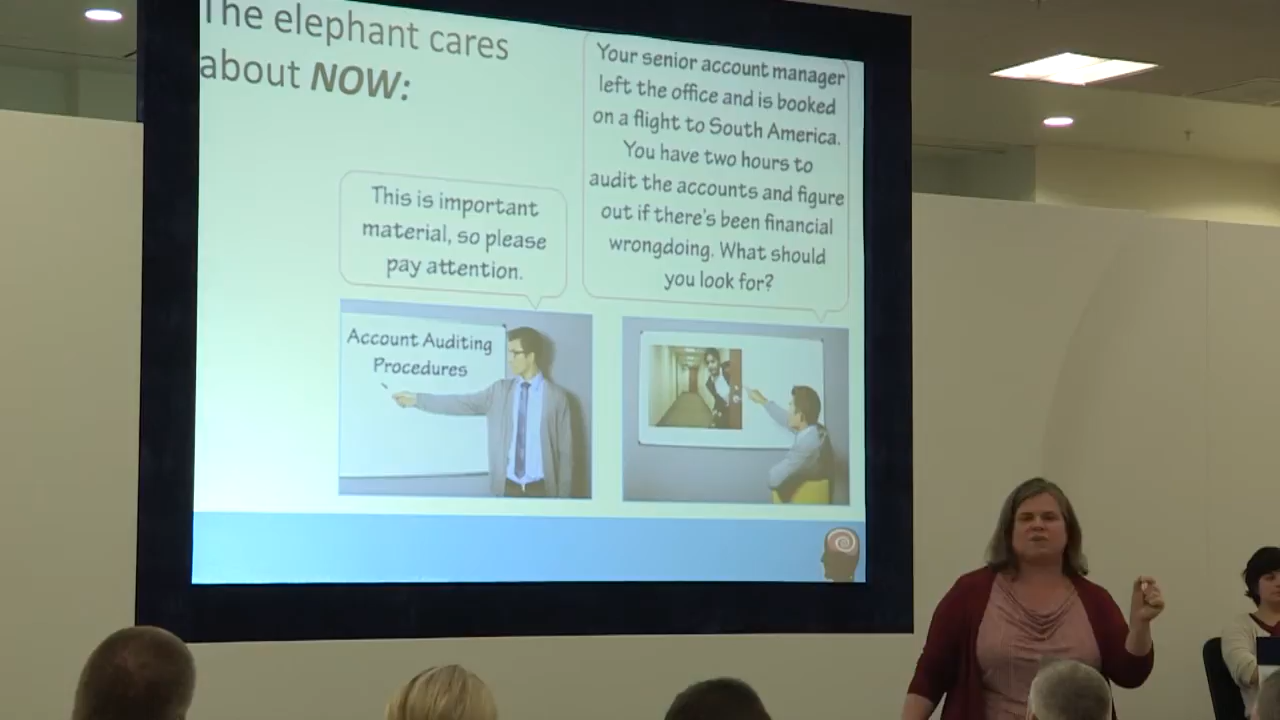 The elephant cares
about NOW:
Your senior account manager
left the office and is booked
on a flight to South America.
You have two hours to
audit the accounts and figure
out if there's been financial
wrongdoing. What should
you look for?
This is important
material, so please
pay attention.
Account Auditing
Procedures